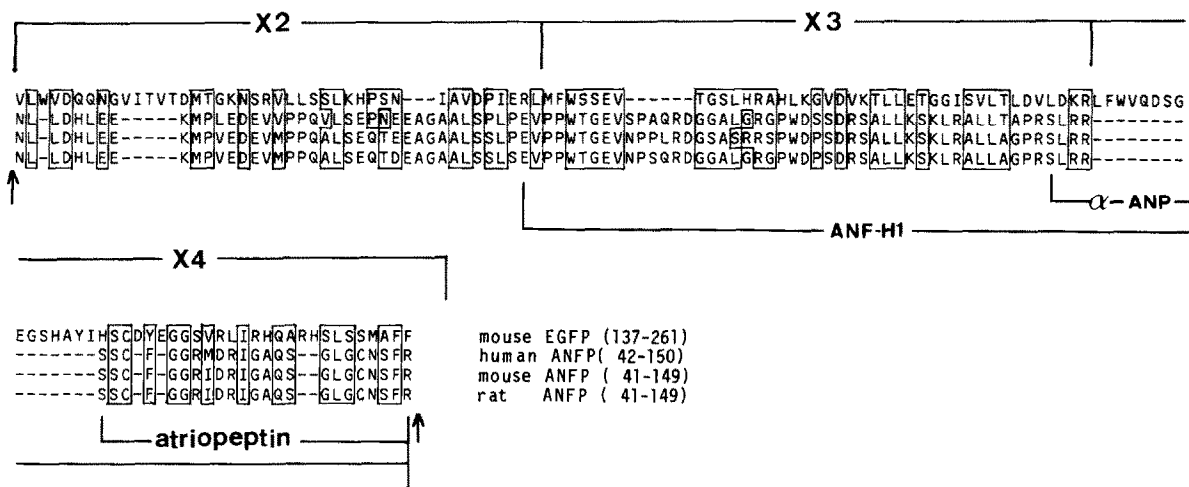 X2 X3
VLWVDQQNGVITVTDMTGKNSRVLLSSLKHPSN---IAVDPIERLMFWSSEV------TGSLHRAHLKGVDVKTLLETGGISVLTLDVLDKRLFWVQDSG
NL-LDHLEE-----KMPLEDEVVPPQVLSEPNEEAGAALSPLPEVPPWTGEVSPAQRDGGALGRGPWDSSDRSALLKSKLRALLTAPRSLRR--------
NL-LDHLEE-----KMPVEDEVMPPQALSEQTEEAGAALSSLPEVPPWTGEVNPPLRDGSASRRSPWDPSDRSALLKSKLRALLAGPRSLRR--------
NL-LDHLEE-----KMPVEDEVMPPQALSEQTDEAGAALSSLSEVPPWTGEVNPSQRDGGALGRGPWDPSDRSALLKSKLRALLAGPRSLRR--------
α-ANP
ANF-H1
X4
EGSHAYIHSCDYEGGSVRLIRHQARHSLSSMAFF mouse EGFP (137-261)
-------SSC-F-GGRMDRIGAQS--GLGCNSFR human ANFP( 42-150)
-------SSC-F-GGRIDRIGAQS--GLGCNSFR mouse ANFP ( 41-149)
-------SSC-F-GGRIDRIGAQS--GLGCNSFR rat ANFP ( 41-149)
atriopeptin